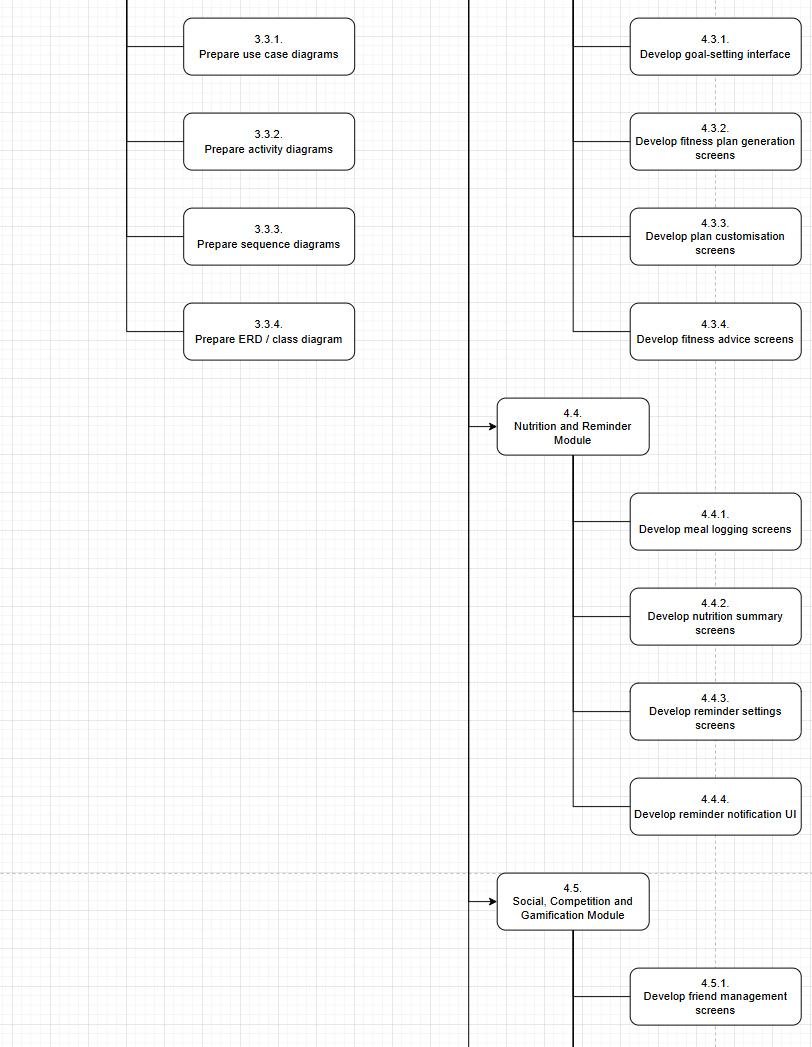 3.3.1.
Prepare use case diagrams
3.3.2.
Prepare activity diagrams
3.3.3.
Prepare sequence diagrams
3.3.4.
Prepare ERD / class diagram
4.3.1.
Develop goal-setting interface
4.3.2.
Develop fitness plan generation
screens
4.3.3.
Develop plan customisation
screens
4.3.4.
Develop fitness advice screens
4.4.
Nutrition and Reminder
Module
4.4.1.
Develop meal logging screens
4.4.2.
Develop nutrition summary
screens
4.4.3.
Develop reminder settings
screens
4.4.4.
Develop reminder notification UI
4.5.
Social, Competition and
Gamification Module
4.5.1.
Develop friend management
screens